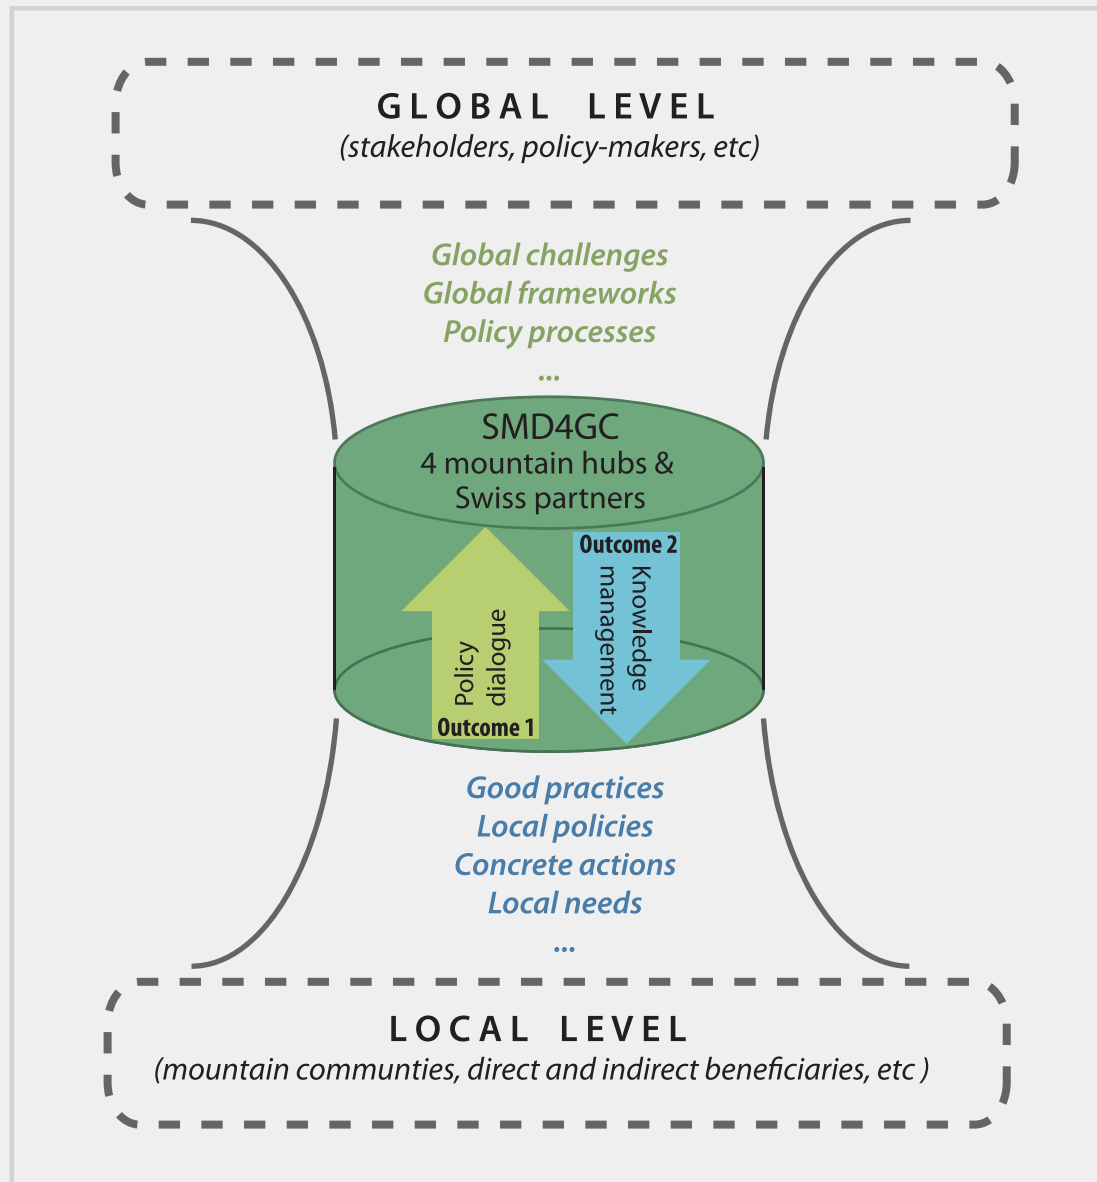 GLOBAL LEVEL
(stakeholders, policy-makers, etc)
Global challenges
Global frameworks
Policy processes
...
SMD4GC
4 mountain hubs &
Swiss partners
Outcome 2
Knowledge
management
Policy
dialogue
Outcome 1
Good practices
Local policies
Concrete actions
Local needs
...
LOCAL LEVEL
(mountain communties, direct and indirect beneficiaries, etc )